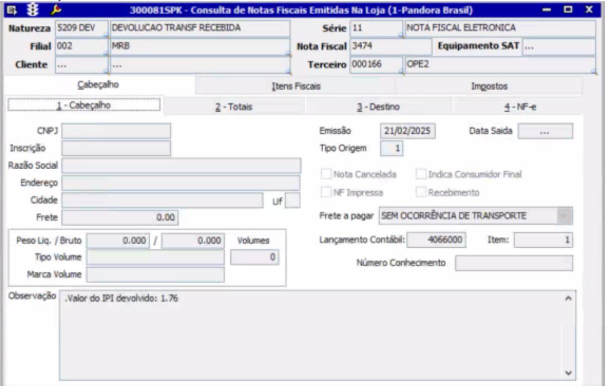 300081SPK - Consulta de Notas Fiscais Emitidas Na Loja (1-Pandora Brasil)
Natureza 5209 DEV DEVOLUCAO TRANSF RECEBIDA Série 11 NOTA FISCAL ELETRONICA
Filial 002 MRB Nota Fiscal 3474 Equipamento SAT ...
Cliente ... ... Terceiro 000166 OPE2
Cabeçalho Itens Fiscais Impostos
1 - Cabeçalho 2 - Totais 3 - Destino 4 - NF-e
CNPJ Emissão 21/02/2025 Data Saida ...
Inscrição Tipo Origem 1
Razão Social Nota Cancelada Indica Consumidor Final
Endereço NF Impressa Recebimento
Cidade Uf
Frete 0.00 Frete a pagar SEM OCORRÊNCIA DE TRANSPORTE
Peso Liq. / Bruto 0.000 / 0.000 Volumes Lançamento Contábil: 4066000 Item: 1
Tipo Volume 0 Número Conhecimento
Marca Volume
Observação .Valor do IPI devolvido: 1.76